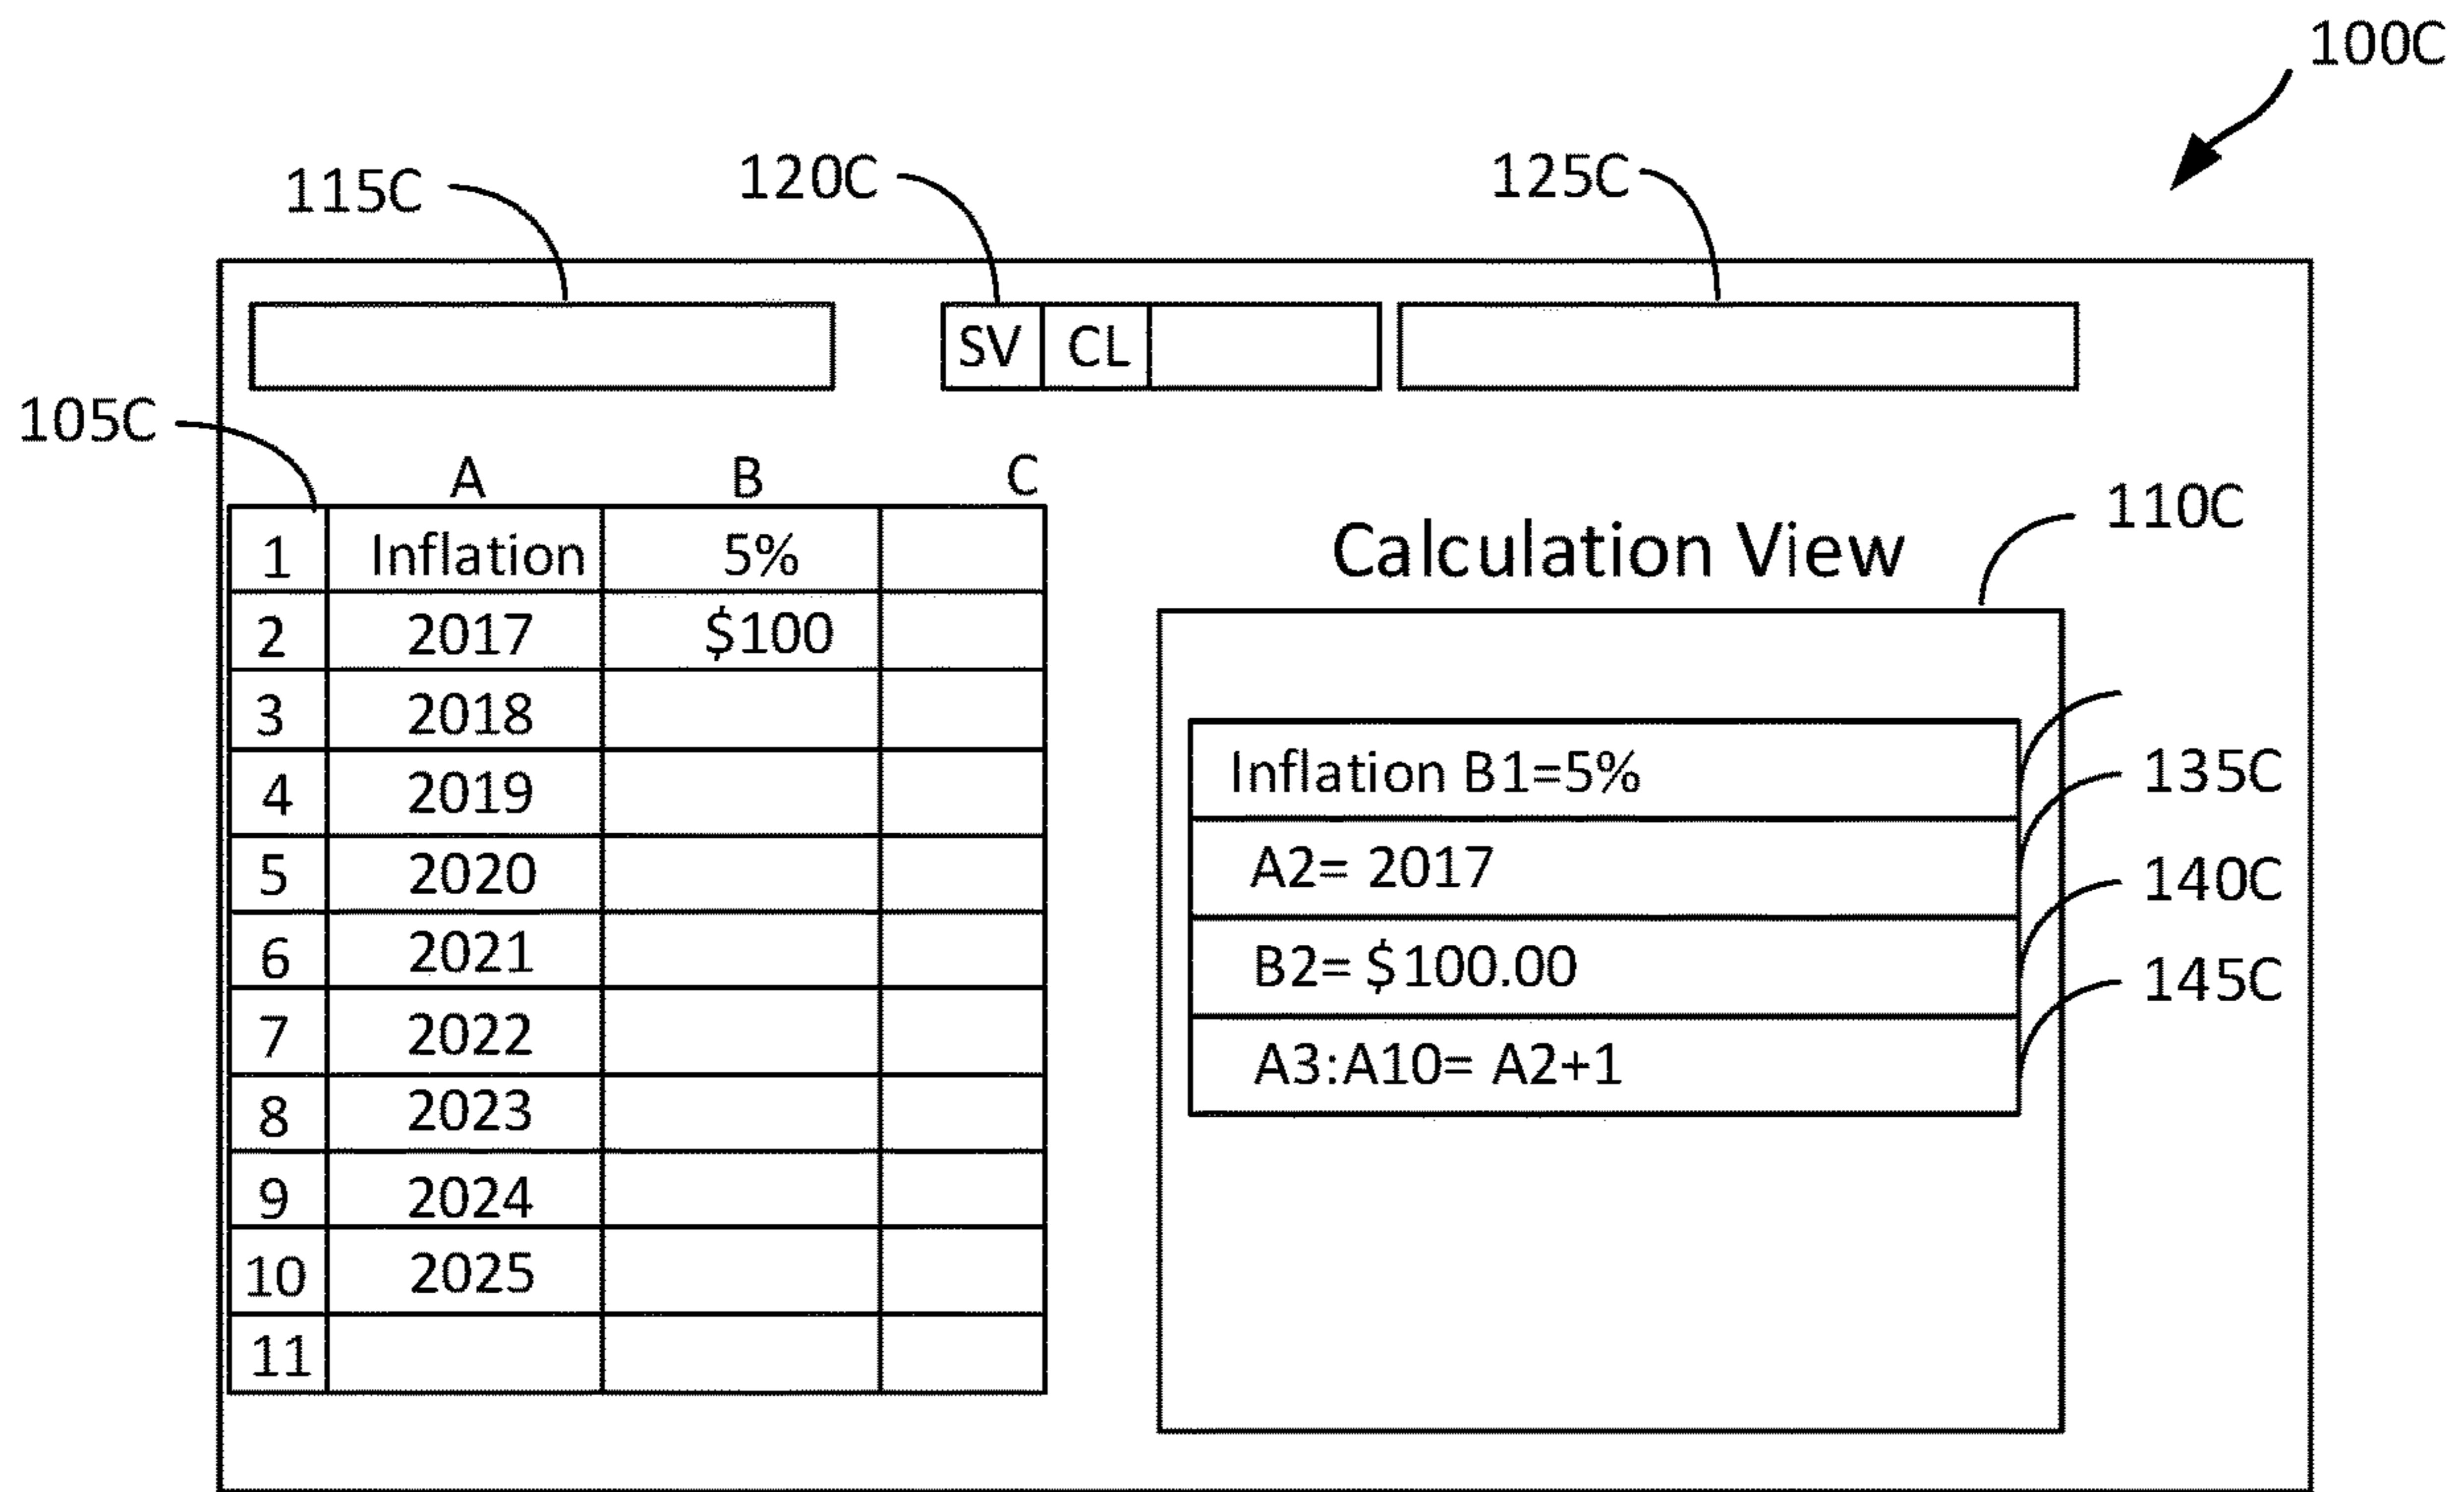 100C
115C 120C 125C
SV CL
105C
A B C
110C
Calculation View
1 Inflation 5%
2 2017 $100
3 2018
4 2019
5 2020
6 2021
7 2022
8 2023
9 2024
10 2025
11
Inflation B1=5%
135C
A2= 2017
140C
B2= $100.00
145C
A3:A10= A2+1